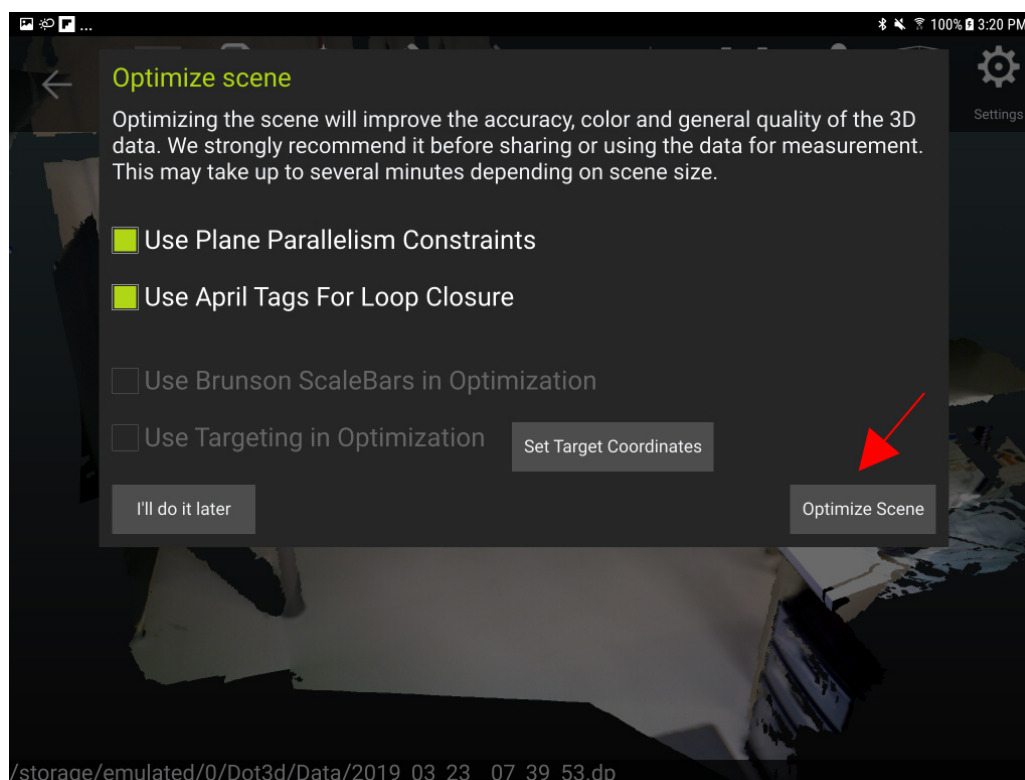 ... 100% 3:20 PM
Settings
Optimize scene
Optimizing the scene will improve the accuracy, color and general quality of the 3D
data. We strongly recommend it before sharing or using the data for measurement.
This may take up to several minutes depending on scene size.
Use Plane Parallelism Constraints
Use April Tags For Loop Closure
Use Brunson ScaleBars in Optimization
Use Targeting in Optimization
Set Target Coordinates
I'll do it later
Optimize Scene
/storage/emulated/0/Dot3d/Data/2019_03_23__07_39_53.dp